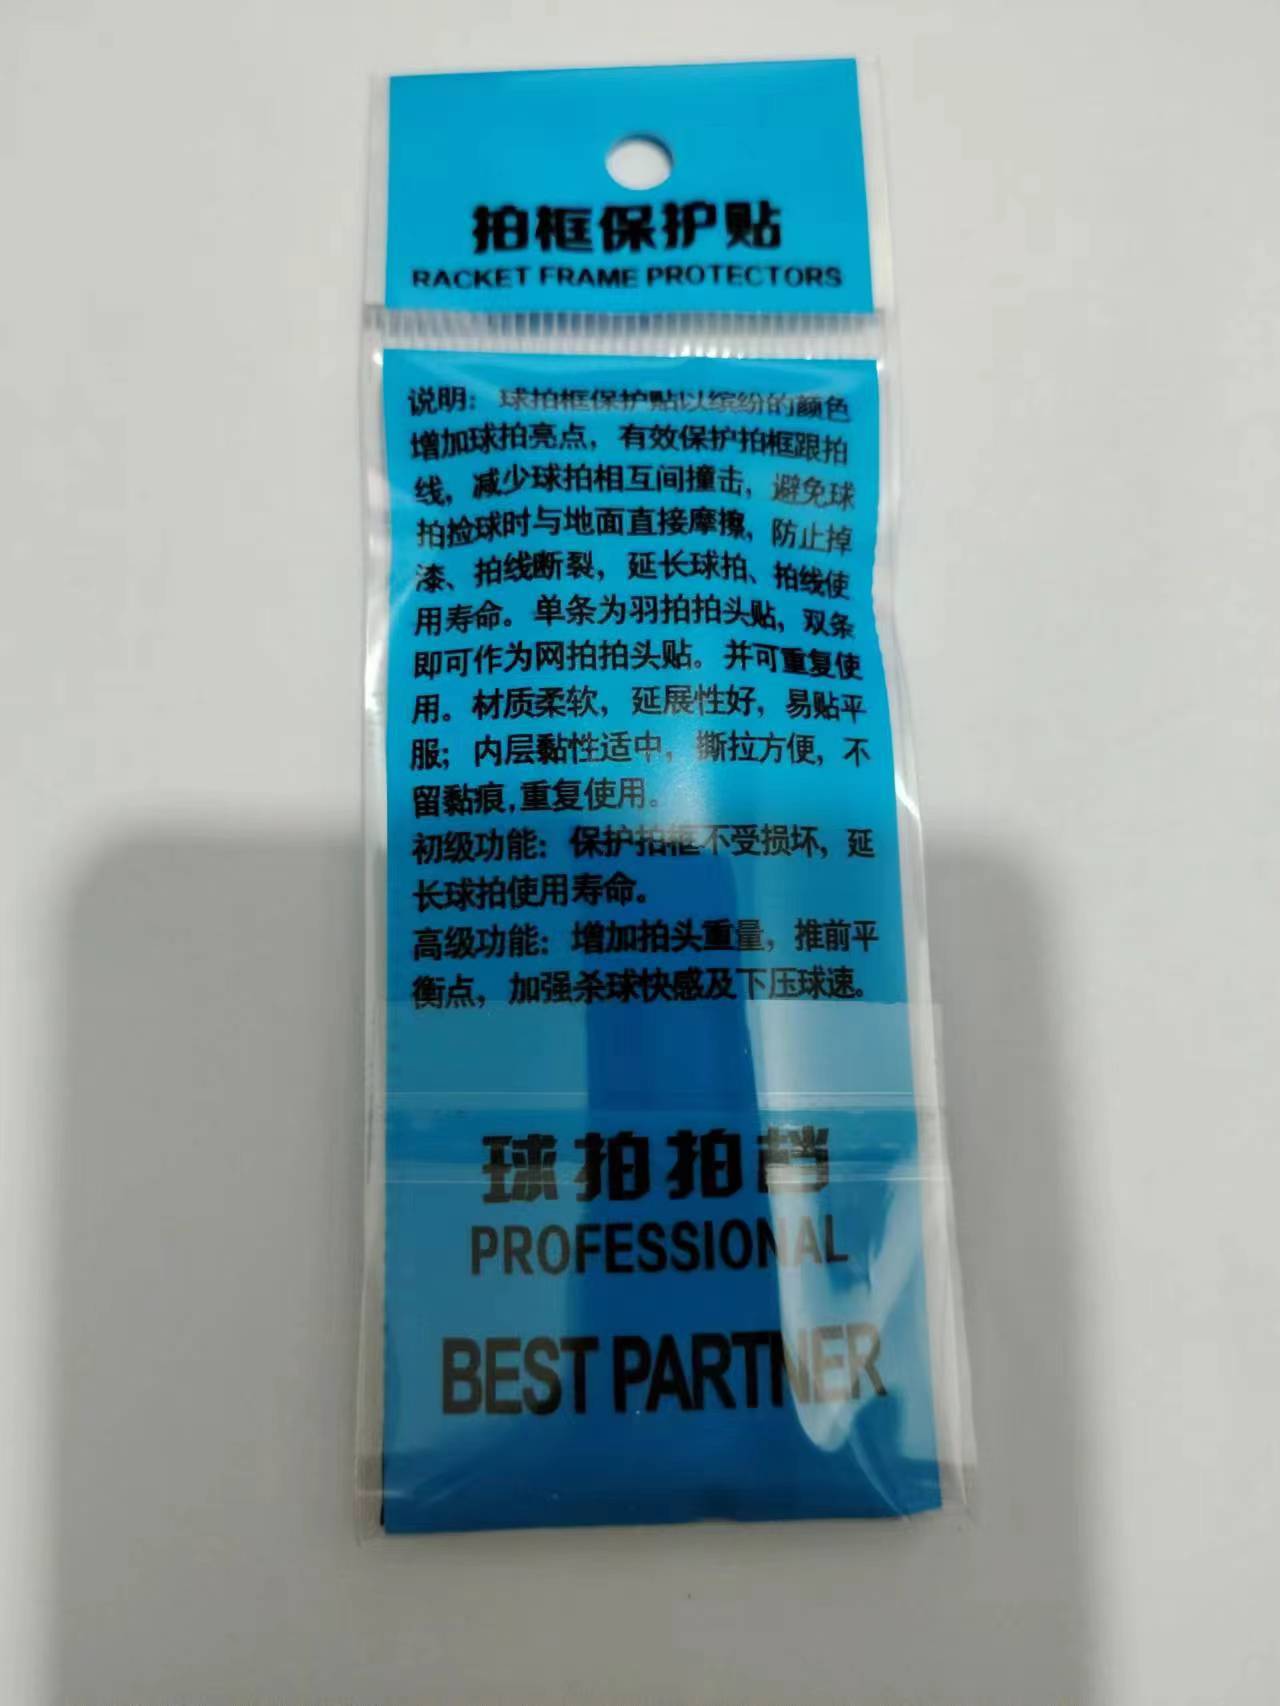 拍框保护贴
RACKET FRAME PROTECTORS
说明：球拍框保护贴以缤纷的颜色
增加球拍亮点，有效保护拍框跟拍
线，减少球拍相互间撞击，避免球
拍捡球时与地面直接摩擦，防止掉
漆、拍线断裂，延长球拍、拍线使
用寿命。单条为羽拍拍头贴，双条
即可作为网拍拍头贴。并可重复使
用。材质柔软，延展性好，易贴平
服；内层黏性适中，撕拉方便，不
留黏痕，重复使用。
初级功能：保护拍框不受损坏，延
长球拍使用寿命。
高级功能：增加拍头重量，推前平
衡点，加强杀球快感及下压球速。
球拍拍档
PROFESSIONAL
BEST PARTNER